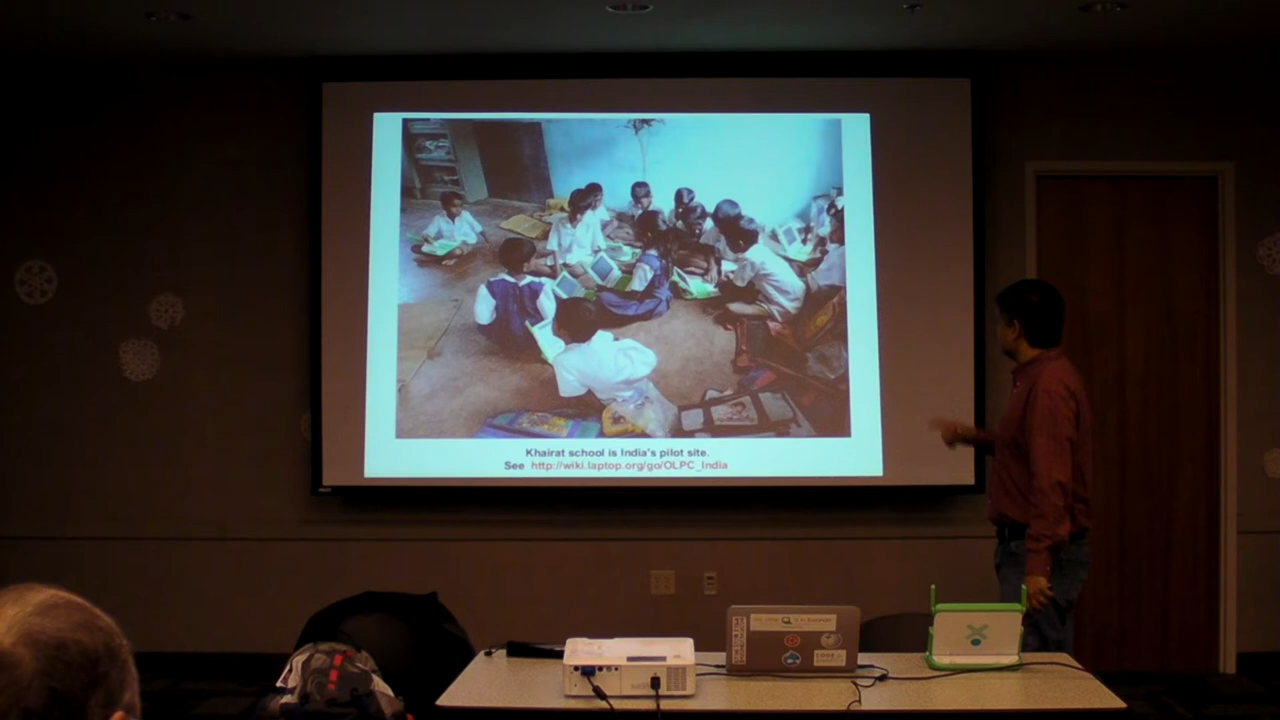 Khairat school is India's pilot site.
See http://wiki.laptop.org/go/OLPC_India